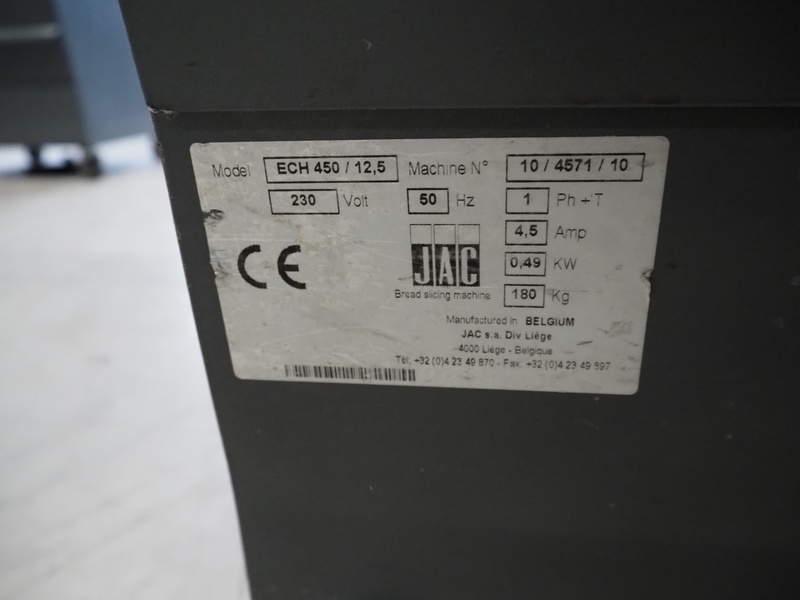 Model ECH 450 / 12,5 Machine N° 10 / 4571 / 10
230 Volt 50 Hz 1 Ph + T
4,5 Amp
JAC 0,49 KW
Bread slicing machine 180 Kg
CE
Manufactured in BELGIUM
JAC s.a. Div Liége
4000 Liége - Belgique
Tél: +32 (0)4 23 49 870 - Fax: +32 (0)4 23 49 597